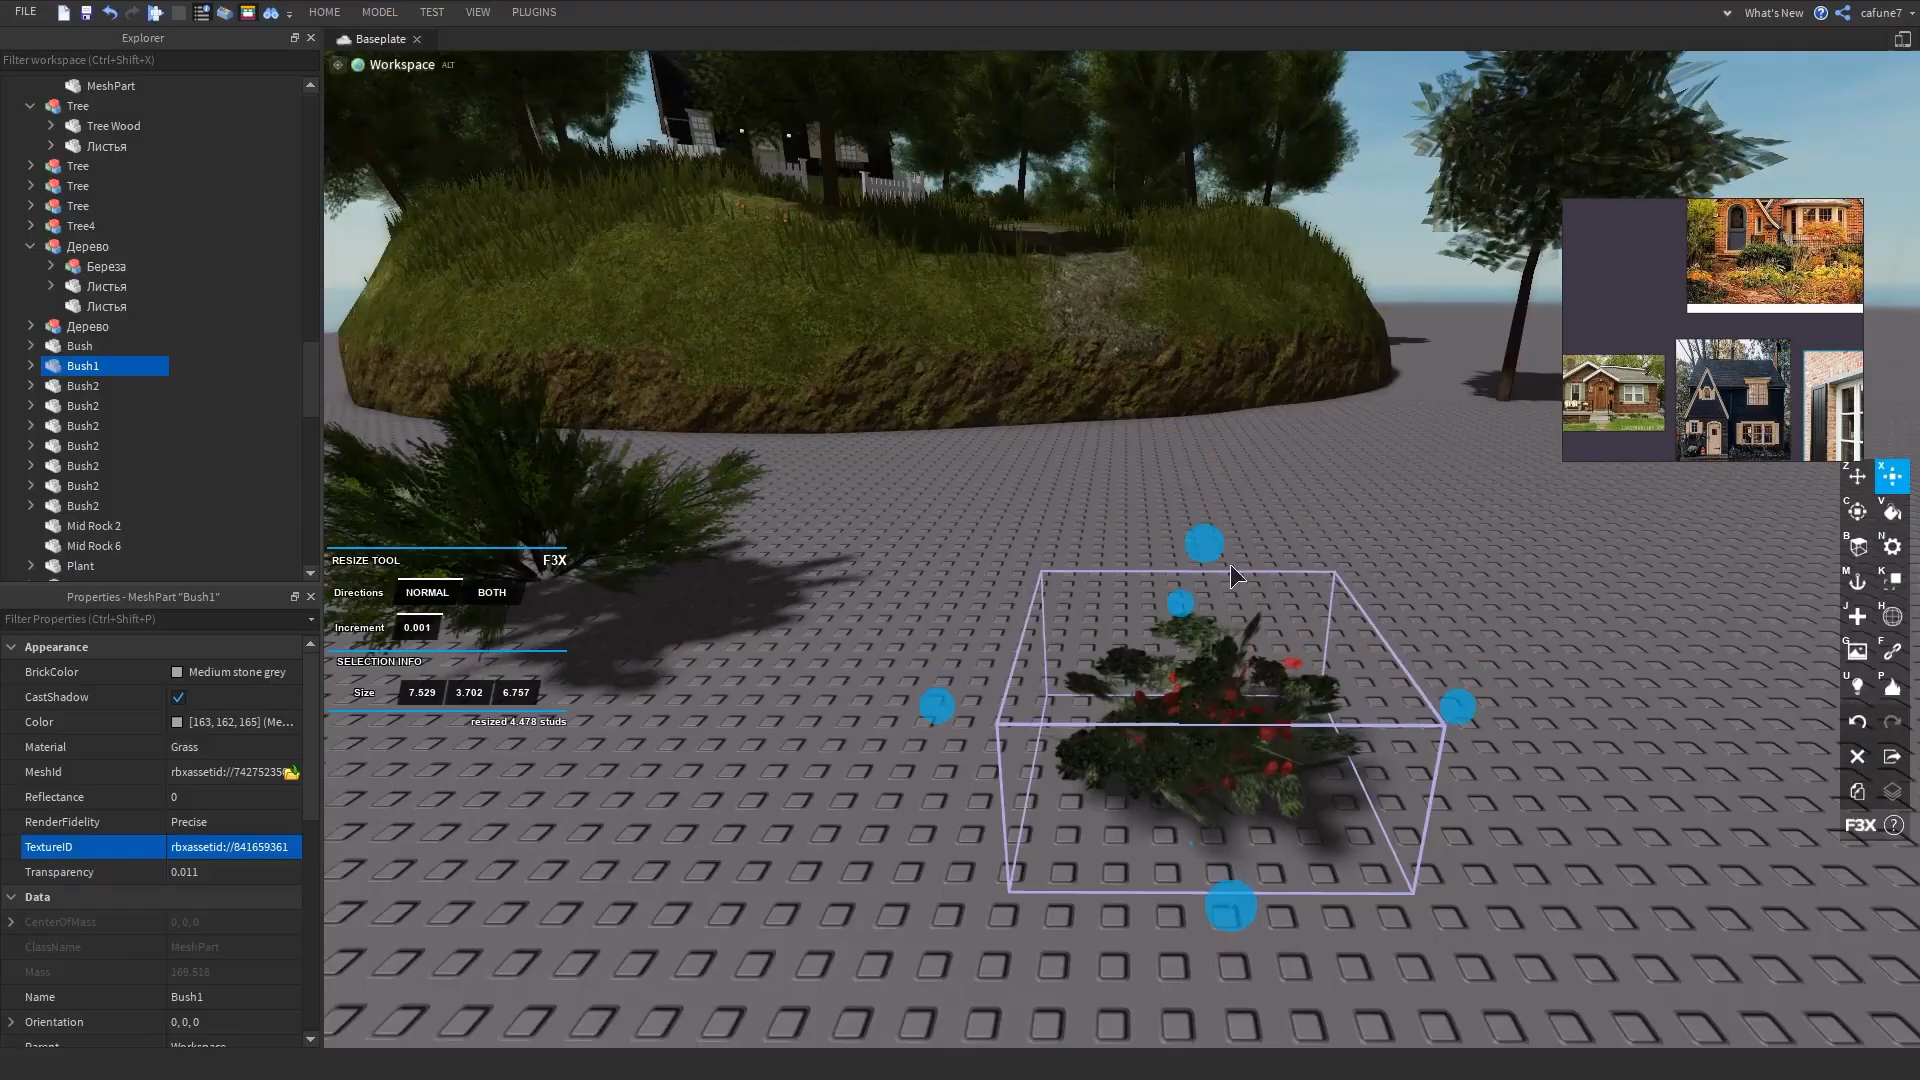 FILE
HOME
MODEL
TEST
VIEW
PLUGINS
What's New
cafune7
Explorer
Baseplate
Filter workspace (Ctrl+Shift+X)
Workspace ALT
MeshPart
Tree
Tree Wood
Листья
Tree
Tree
Tree
Tree4
Дерево
Береза
Листья
Листья
Дерево
Bush
Bush1
Bush2
Bush2
Bush2
Bush2
Bush2
Bush2
Bush2
Mid Rock 2
Mid Rock 6
Plant
Properties - MeshPart "Bush1"
Filter Properties (Ctrl+Shift+P)
Appearance
BrickColor Medium stone grey
CastShadow
Color [163, 162, 165] (Me...
Material Grass
MeshId rbxassetid://74275235
Reflectance 0
RenderFidelity Precise
TextureID rbxassetid://841659361
Transparency 0.011
Data
CenterOfMass 0, 0, 0
ClassName MeshPart
Mass 169.516
Name Bush1
Orientation 0, 0, 0
Parent Workspace
RESIZE TOOL F3X
Directions NORMAL BOTH
Increment 0.001
SELECTION INFO
Size 7.529 3.702 6.757
resized 4.478 studs
Z X
C V
B N
M K
J H
G F
U P
F3X ?